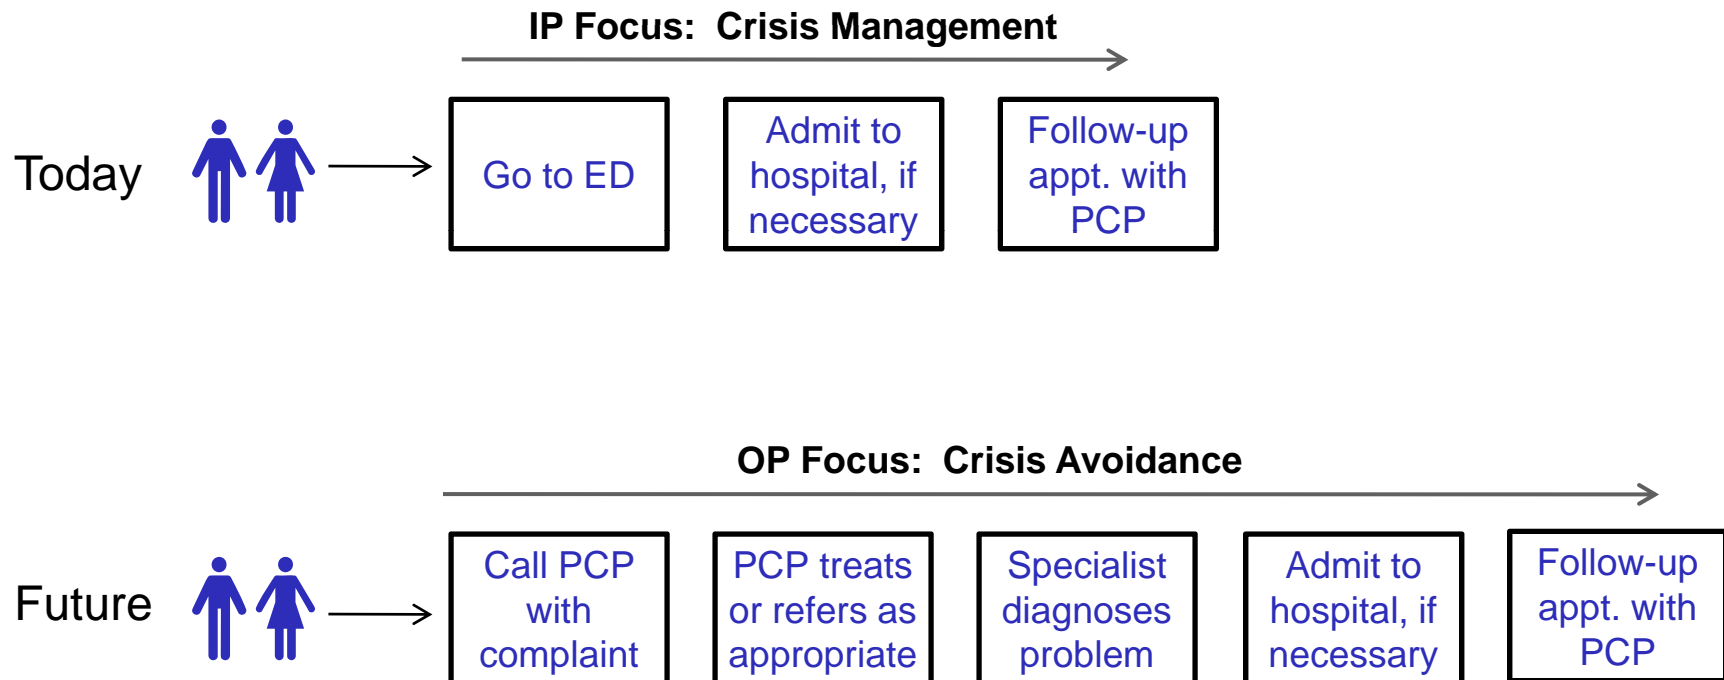 IP Focus: Crisis Management
Today
Go to ED
Admit to
hospital, if
necessary
Follow-up
appt. with
PCP
OP Focus: Crisis Avoidance
Future
Call PCP
with
complaint
PCP treats
or refers as
appropriate
Specialist
diagnoses
problem
Admit to
hospital, if
necessary
Follow-up
appt. with
PCP